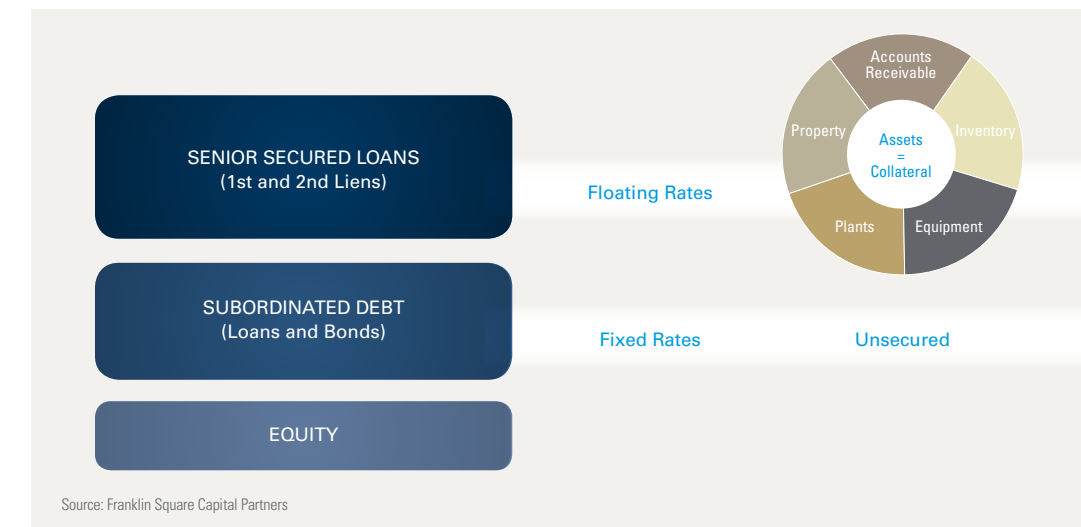 SENIOR SECURED LOANS
(1st and 2nd Liens)
Floating Rates
Accounts
Receivable
Property
Inventory
Assets
=
Collateral
Plants
Equipment
SUBORDINATED DEBT
(Loans and Bonds)
Fixed Rates
Unsecured
EQUITY
Source: Franklin Square Capital Partners